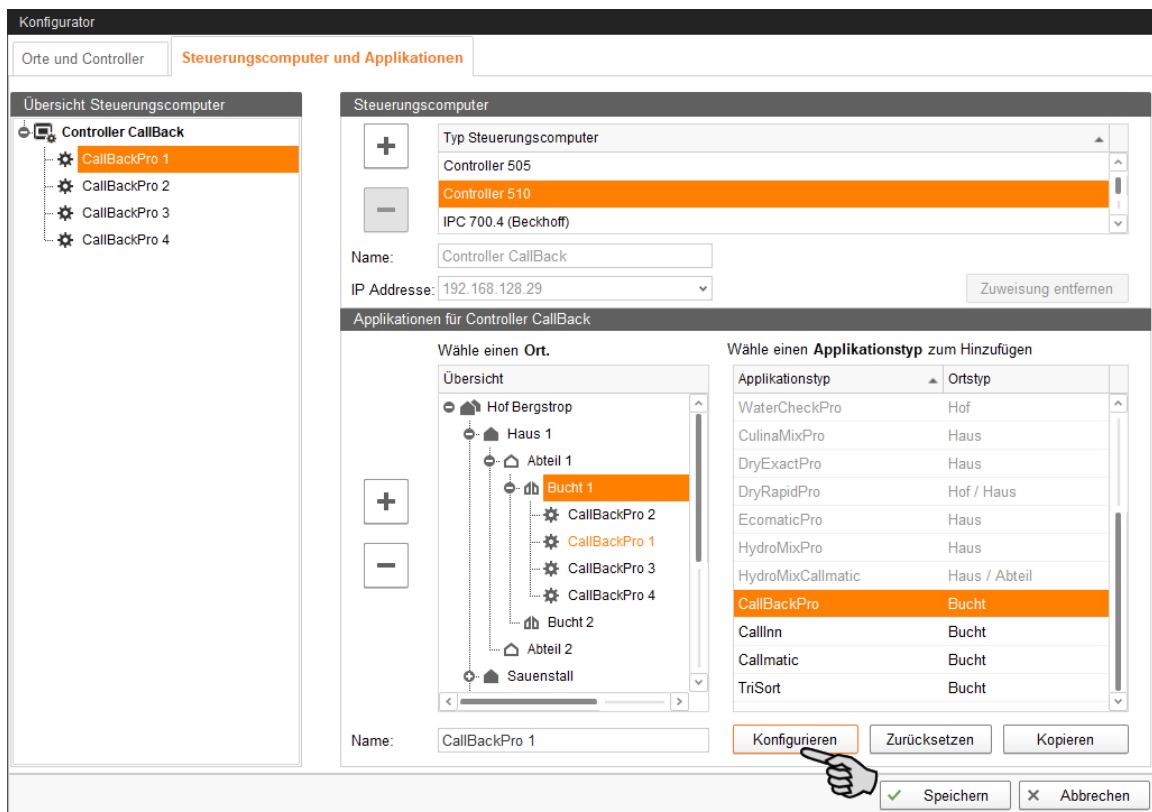 Konfigurator
Orte und Controller
Steuerungscomputer und Applikationen
Übersicht Steuerungscomputer
Controller CallBack
CallBackPro 1
CallBackPro 2
CallBackPro 3
CallBackPro 4
Steuerungscomputer
Typ Steuerungscomputer
Controller 505
Controller 510
IPC 700.4 (Beckhoff)
Name: Controller CallBack
IP Addresse: 192.168.128.29
Zuweisung entfernen
Applikationen für Controller CallBack
Wähle einen Ort.
Übersicht
Hof Bergstrop
Haus 1
Abteil 1
Bucht 1
CallBackPro 2
CallBackPro 1
CallBackPro 3
CallBackPro 4
Bucht 2
Abteil 2
Sauenstall
Name: CallBackPro 1
Wähle einen Applikationstyp zum Hinzufügen
Applikationstyp Ortstyp
WaterCheckPro Hof
CulinaMixPro Haus
DryExactPro Haus
DryRapidPro Hof / Haus
EcomaticPro Haus
HydroMixPro Haus
HydroMixCallmatic Haus / Abteil
CallBackPro Bucht
CallInn Bucht
Callmatic Bucht
TriSort Bucht
Konfigurieren
Zurücksetzen
Kopieren
Speichern
Abbrechen